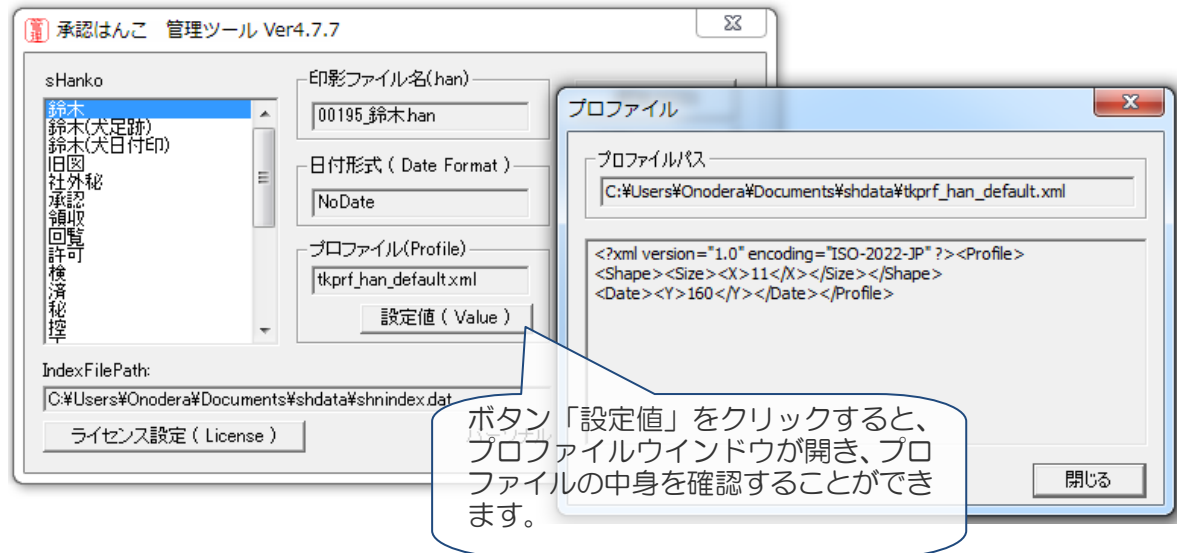 承認はんこ 管理ツール Ver4.7.7
sHanko
鈴木
鈴木(犬足跡)
鈴木(犬日付印)
旧図
社外秘
承認
領収
回覧
許可
検
済
秘
控
印影ファイル名(han)
00195_鈴木.han
日付形式 ( Date Format )
NoDate
プロファイル(Profile)
tkprf_han_default.xml
設定値 ( Value )
IndexFilePath:
C:¥Users¥Onodera¥Documents¥shdata¥shnindex.dat
ライセンス設定 ( License )
プロファイル
プロファイルパス
C:¥Users¥Onodera¥Documents¥shdata¥tkprf_han_default.xml
<?xml version="1.0" encoding="ISO-2022-JP" ?><Profile>
<Shape><Size><X>11</X></Size></Shape>
<Date><Y>160</Y></Date></Profile>
閉じる
ボタン「設定値」をクリックすると、
プロファイルウインドウが開き、プロ
ファイルの中身を確認することができ
ます。